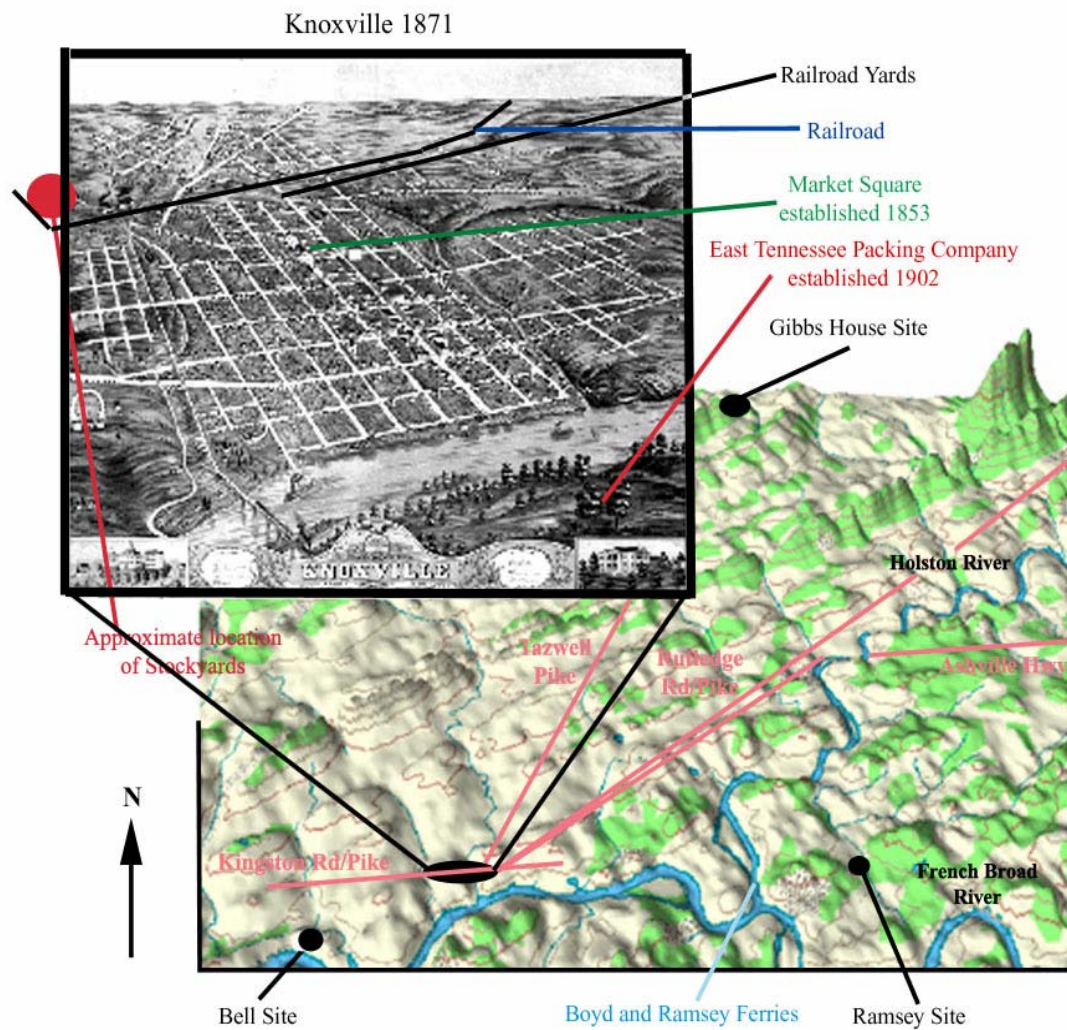 Knoxville 1871
Railroad Yards
Railroad
Market Square
established 1853
East Tennessee Packing Company
established 1902
Gibbs House Site
KNOXVILLE
Holston River
Approximate location
of Stockyards
Tazwell
Pike
Rutledge
Rd/Pike
Ashville Hwy
N
Kingston Rd/Pike
French Broad
River
Bell Site
Boyd and Ramsey Ferries
Ramsey Site